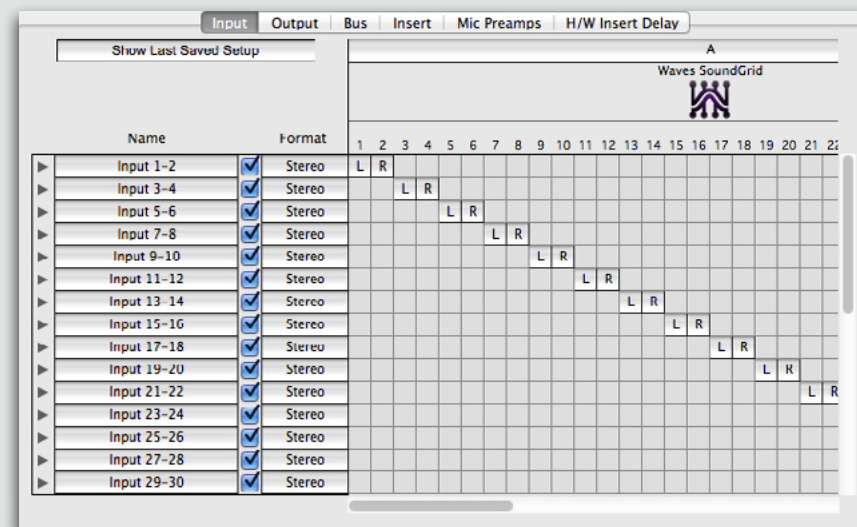 Input Output Bus Insert Mic Preamps H/W Insert Delay
Show Last Saved Setup A
Waves SoundGrid
Name Format 1 2 3 4 5 6 7 8 9 10 11 12 13 14 15 16 17 18 19 20 21 22
Input 1-2 Stereo L R
Input 3-4 Stereo L R
Input 5-6 Stereo L R
Input 7-8 Stereo L R
Input 9-10 Stereo L R
Input 11-12 Stereo L R
Input 13-14 Stereo L R
Input 15-16 Stereo L R
Input 17-18 Stereo L R
Input 19-20 Stereo L R
Input 21-22 Stereo L R
Input 23-24 Stereo
Input 25-26 Stereo
Input 27-28 Stereo
Input 29-30 Stereo